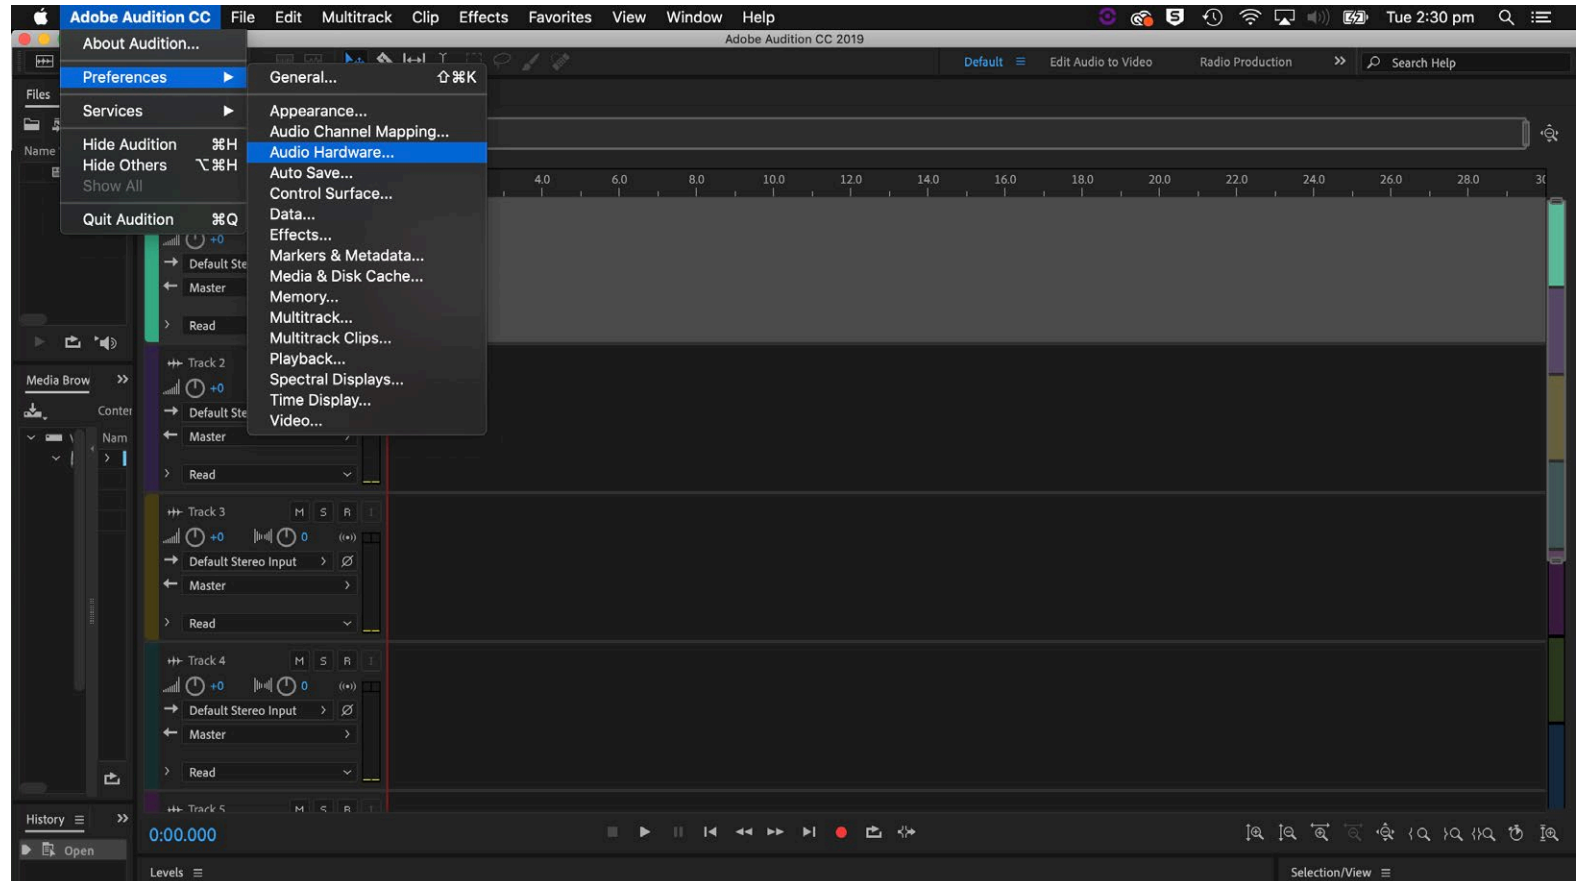 Adobe Audition CC File Edit Multitrack Clip Effects Favorites View Window Help Tue 2:30 pm
Adobe Audition CC 2019
About Audition...
Preferences
Services
Hide Audition ⌘H
Hide Others ⌥⌘H
Show All
Quit Audition ⌘Q
General... ⇧⌘K
Appearance...
Audio Channel Mapping...
Audio Hardware...
Auto Save...
Control Surface...
Data...
Effects...
Markers & Metadata...
Media & Disk Cache...
Memory...
Multitrack...
Multitrack Clips...
Playback...
Spectral Displays...
Time Display...
Video...
Default Edit Audio to Video Radio Production Search Help
Files
Name
4.0 6.0 8.0 10.0 12.0 14.0 16.0 18.0 20.0 22.0 24.0 26.0 28.0
+0
Default Ste
Master
Read
Track 2
+0
Default Ste
Master
Read
Media Brow
Conter
Nam
Track 3 M S R I
+0 0
Default Stereo Input
Master
Read
Track 4 M S R I
+0 0
Default Stereo Input
Master
Read
Track 5 M S R I
History
Open
0:00.000
Levels
Selection/View